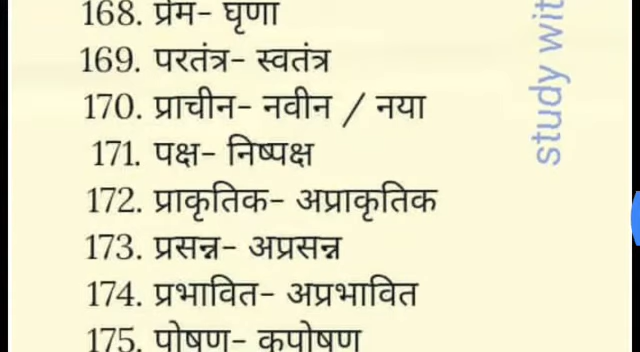 168. प्रेम- घृणा
169. परतंत्र- स्वतंत्र
170. प्राचीन- नवीन / नया
171. पक्ष- निष्पक्ष
172. प्राकृतिक- अप्राकृतिक
173. प्रसन्न- अप्रसन्न
174. प्रभावित- अप्रभावित
175. पोषण- कुपोषण
study wit